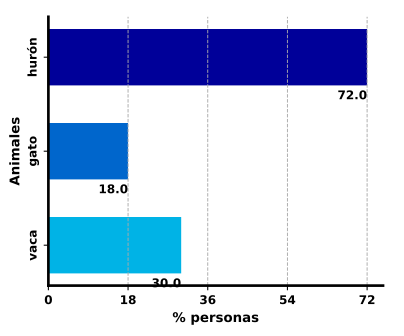 Animales
hurón
72.0
gato
18.0
vaca
30.0
0 18 36 54 72
% personas